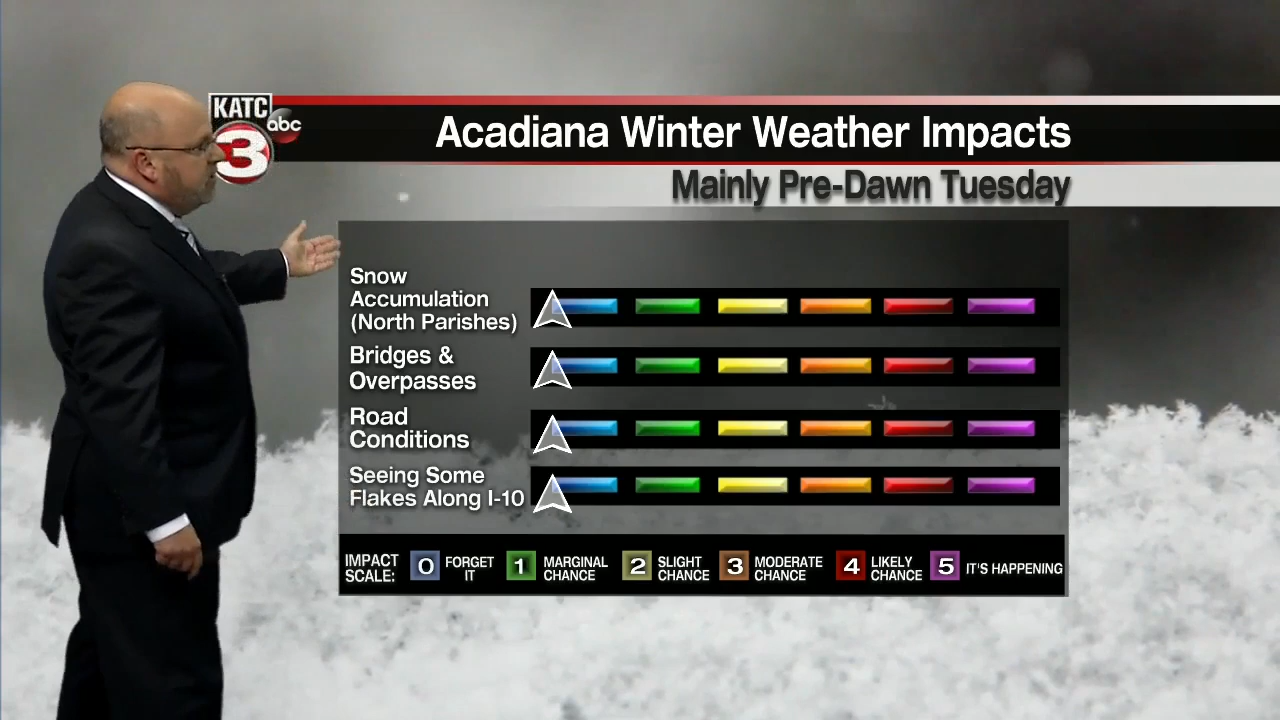 KATC
abc
3
Acadiana Winter Weather Impacts
Mainly Pre-Dawn Tuesday
Snow
Accumulation
(North Parishes)
Bridges &
Overpasses
Road
Conditions
Seeing Some
Flakes Along I-10
IMPACT
SCALE:
0 FORGET
IT
1 MARGINAL
CHANCE
2 SLIGHT
CHANCE
3 MODERATE
CHANCE
4 LIKELY
CHANCE
5 IT'S HAPPENING